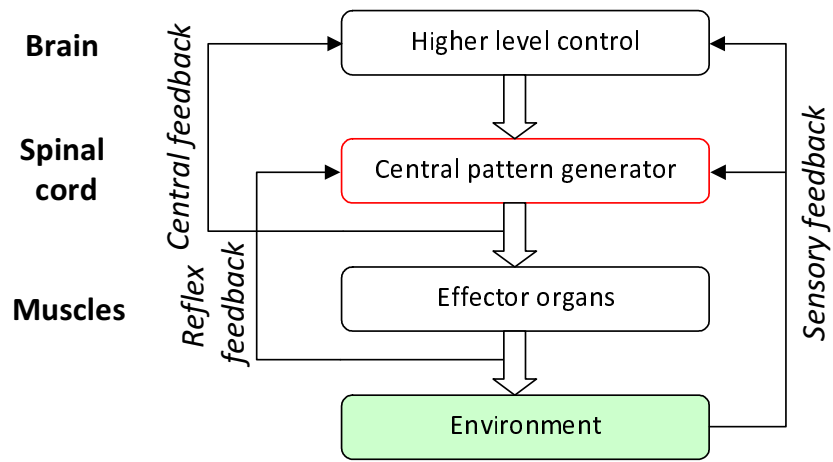 Brain
Higher level control
Central feedback
Spinal
cord
Central pattern generator
Sensory feedback
Reflex
feedback
Muscles
Effector organs
Environment